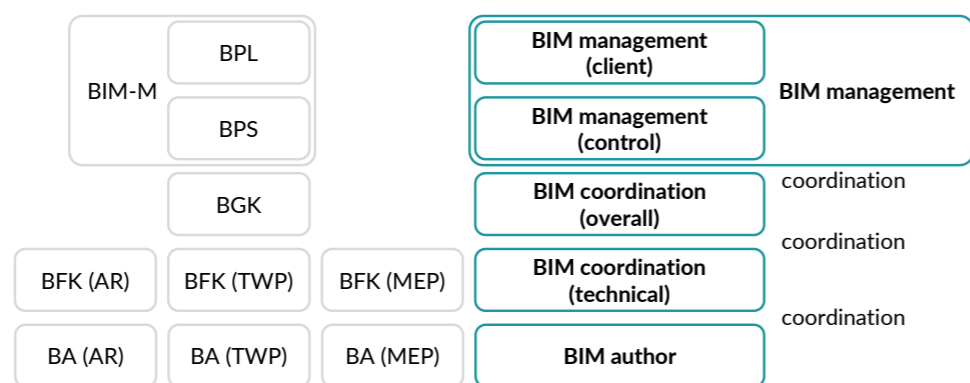 BIM-M
BPL
BPS
BIM management
(client)
BIM management
(control)
BIM management
coordination
BGK
BIM coordination
(overall)
coordination
BFK (AR)
BFK (TWP)
BFK (MEP)
BIM coordination
(technical)
coordination
BA (AR)
BA (TWP)
BA (MEP)
BIM author